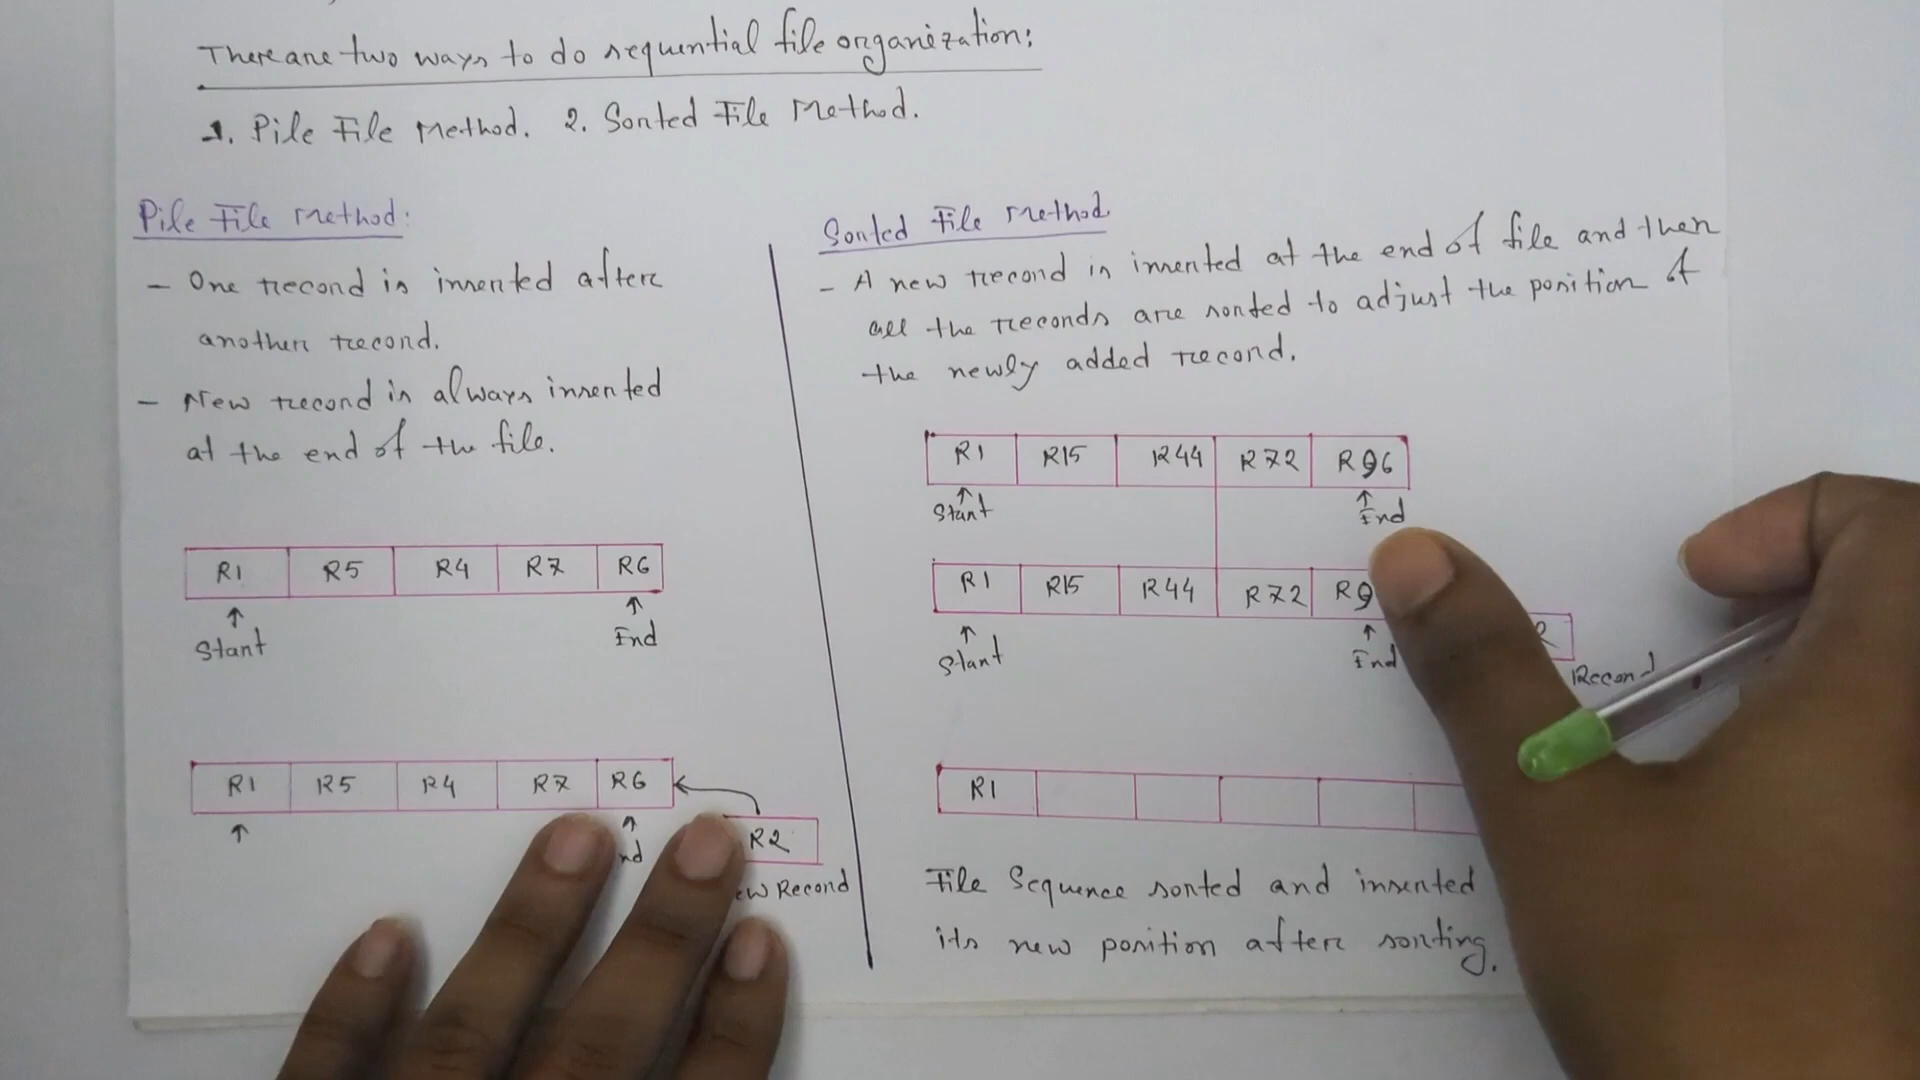 There are two ways to do sequential file organization:
1. Pile File Method. 2. Sorted File Method.
Pile File Method:
- One record is inserted after
another record.
- New record is always inserted
at the end of the file.
R1 R5 R4 R7 R6
Start End
R1 R5 R4 R7 R6
R2
Record
Sorted File Method
- A new record is inserted at the end of file and then
all the records are sorted to adjust the position of
the newly added record.
R1 R15 R44 R72 R96
Start End
R1 R15 R44 R72
Start End
Record
R1
File Sequence sorted and inserted
its new position after sorting.